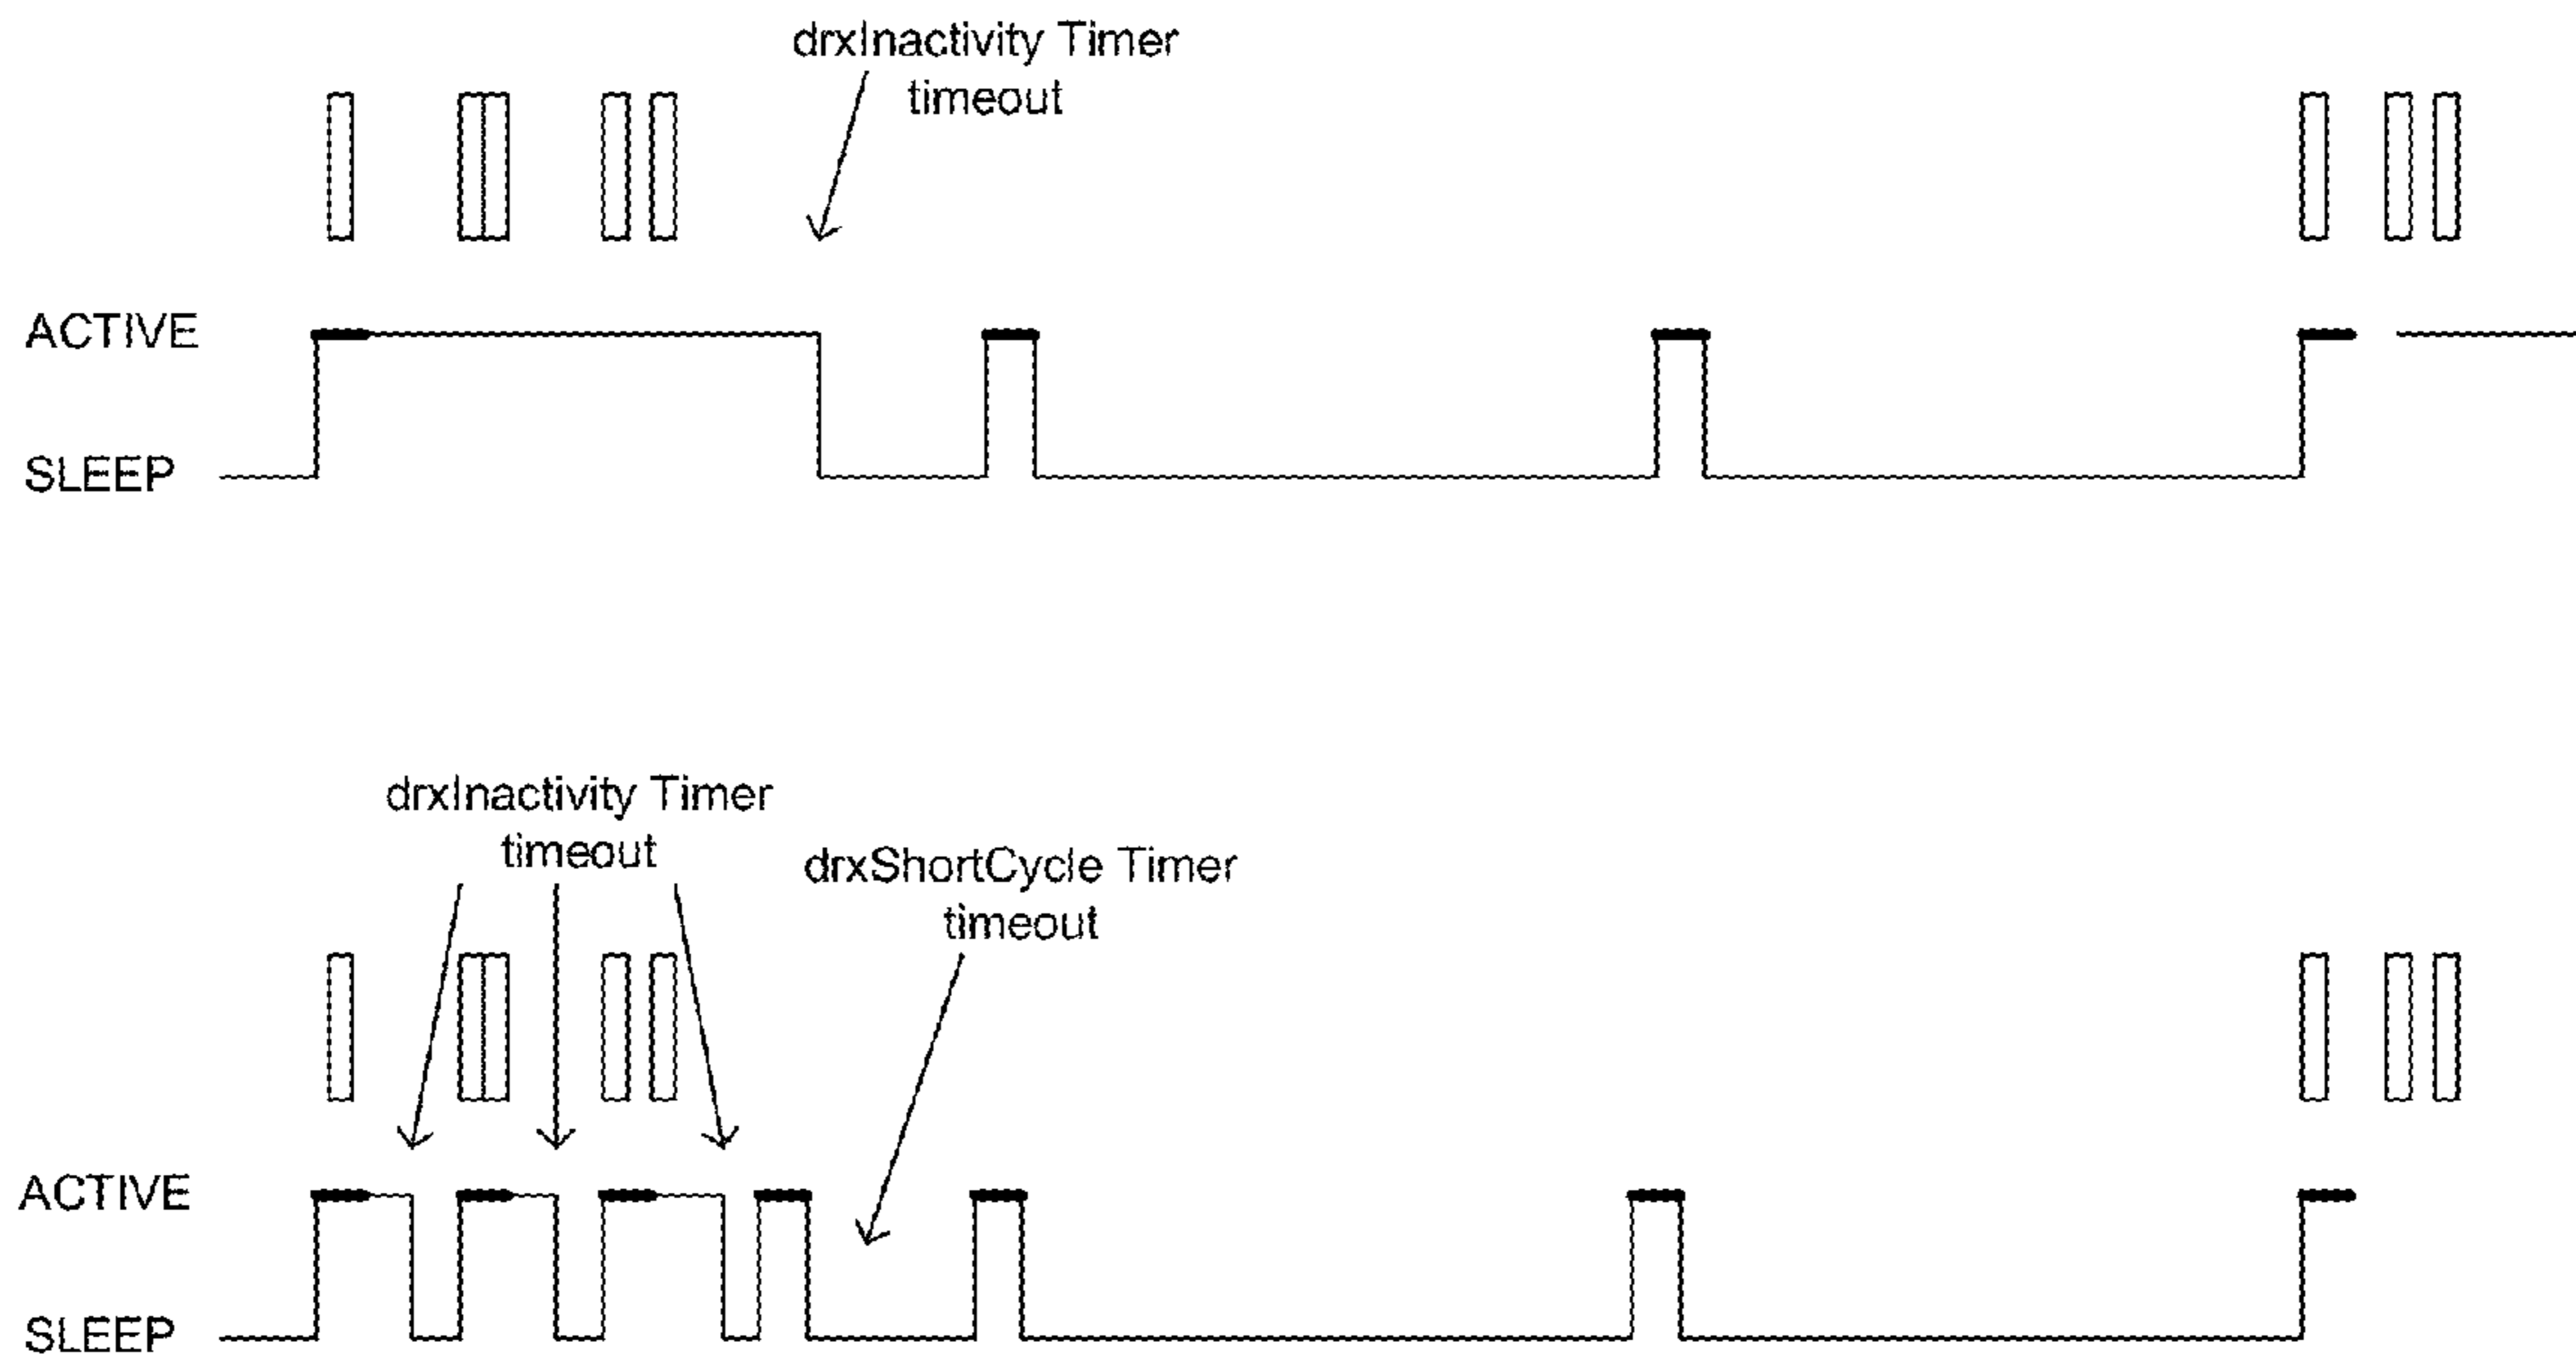 drxInactivity Timer
timeout
ACTIVE
SLEEP
drxInactivity Timer
timeout
drxShortCycle Timer
timeout
ACTIVE
SLEEP